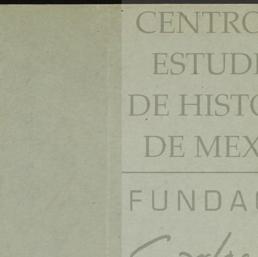 CENTRO
ESTUDI
DE HISTO
DE MEX
FUNDA